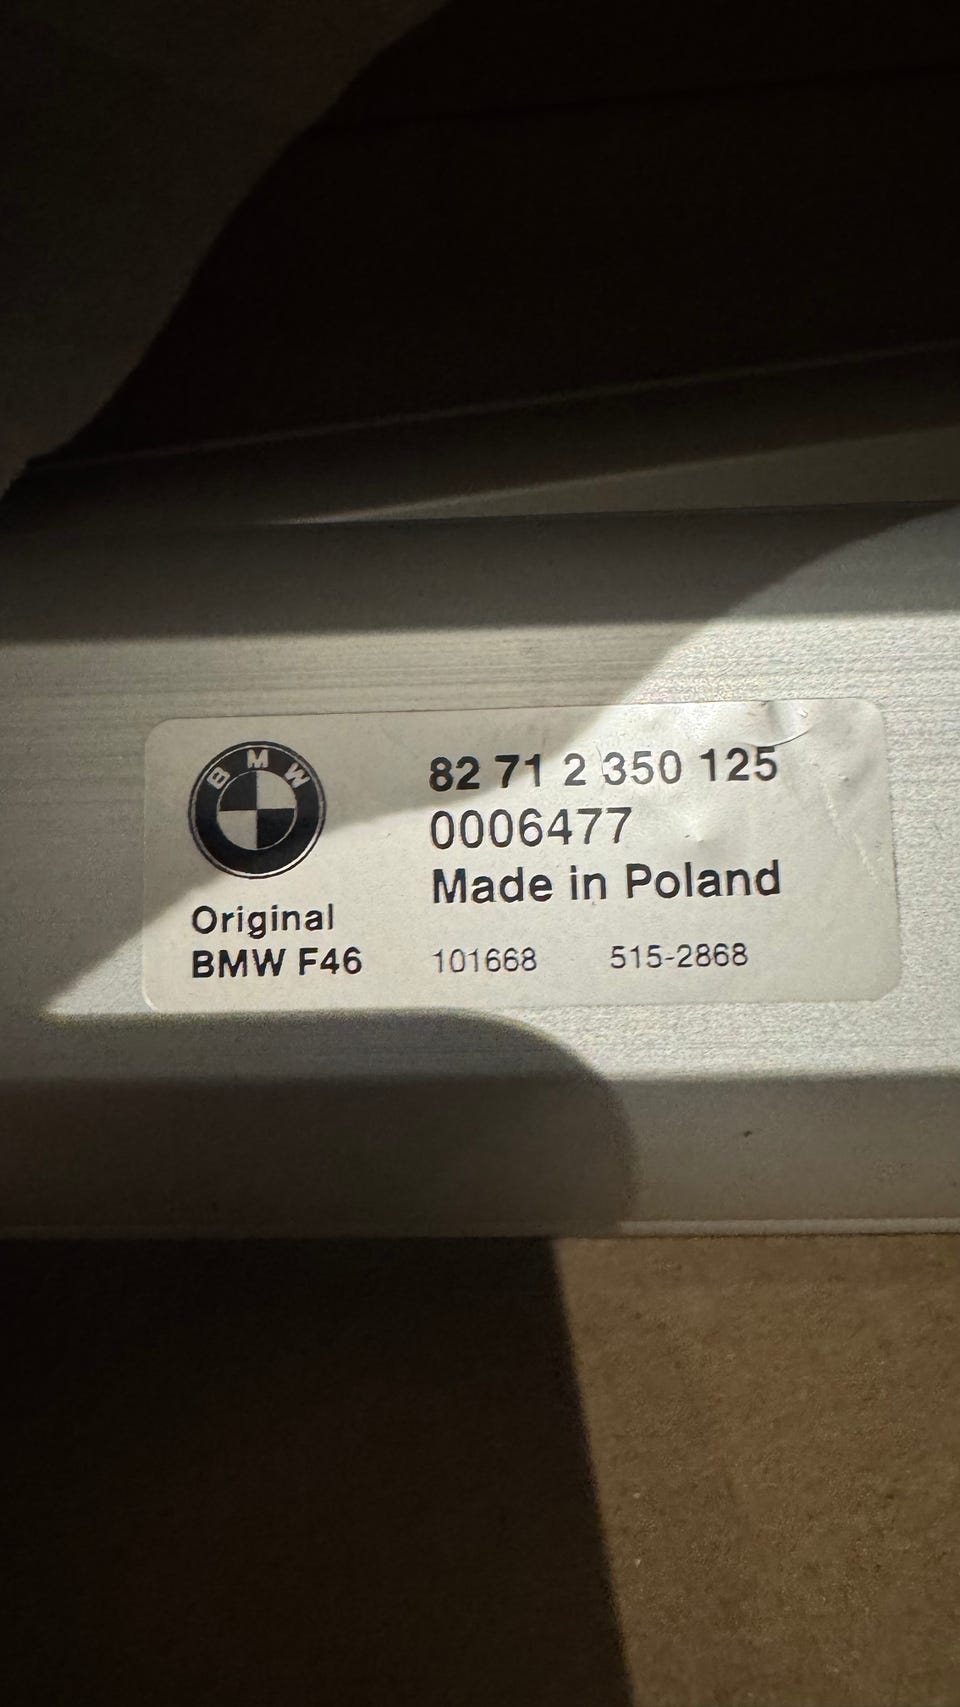 BMW
82 71 2 350 125
0006477
Made in Poland
Original
BMW F46
101668 515-2868